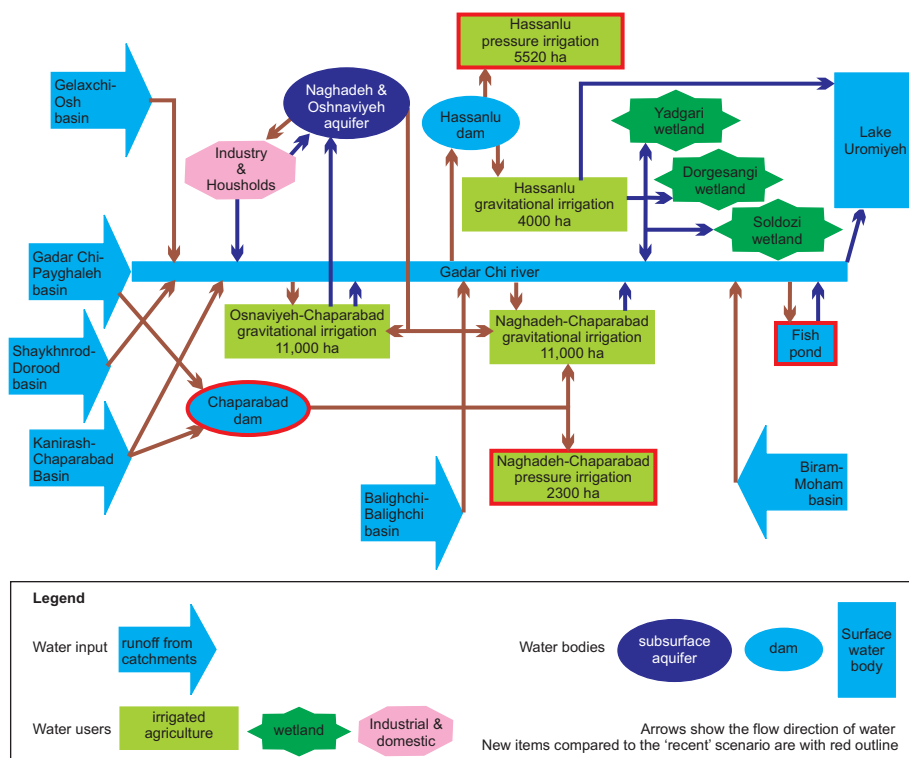 Hassanlu
pressure irrigation
5520 ha
Gelaxchi-
Osh
basin
Naghadeh &
Oshnaviyeh
aquifer
Hassanlu
dam
Yadgari
wetland
Lake
Uromiyeh
Industry
&
Housholds
Dorgesangi
wetland
Hassanlu
gravitational irrigation
4000 ha
Soldozi
wetland
Gadar Chi-
Payghaleh
basin
Gadar Chi river
Osnaviyeh-Chaparabad
gravitational irrigation
11,000 ha
Naghadeh-Chaparabad
gravitational irrigation
11,000 ha
Fish
pond
Shaykhnrod-
Dorood
basin
Chaparabad
dam
Kanirash-
Chaparabad
Basin
Naghadeh-Chaparabad
pressure irrigation
2300 ha
Balighchi-
Balighchi
basin
Biram-
Moham
basin
Legend
Water input
runoff from
catchments
Water bodies
subsurface
aquifer
dam
Surface
water
body
Water users
irrigated
agriculture
wetland
Industrial &
domestic
Arrows show the flow direction of water
New items compared to the ‘recent’ scenario are with red outline